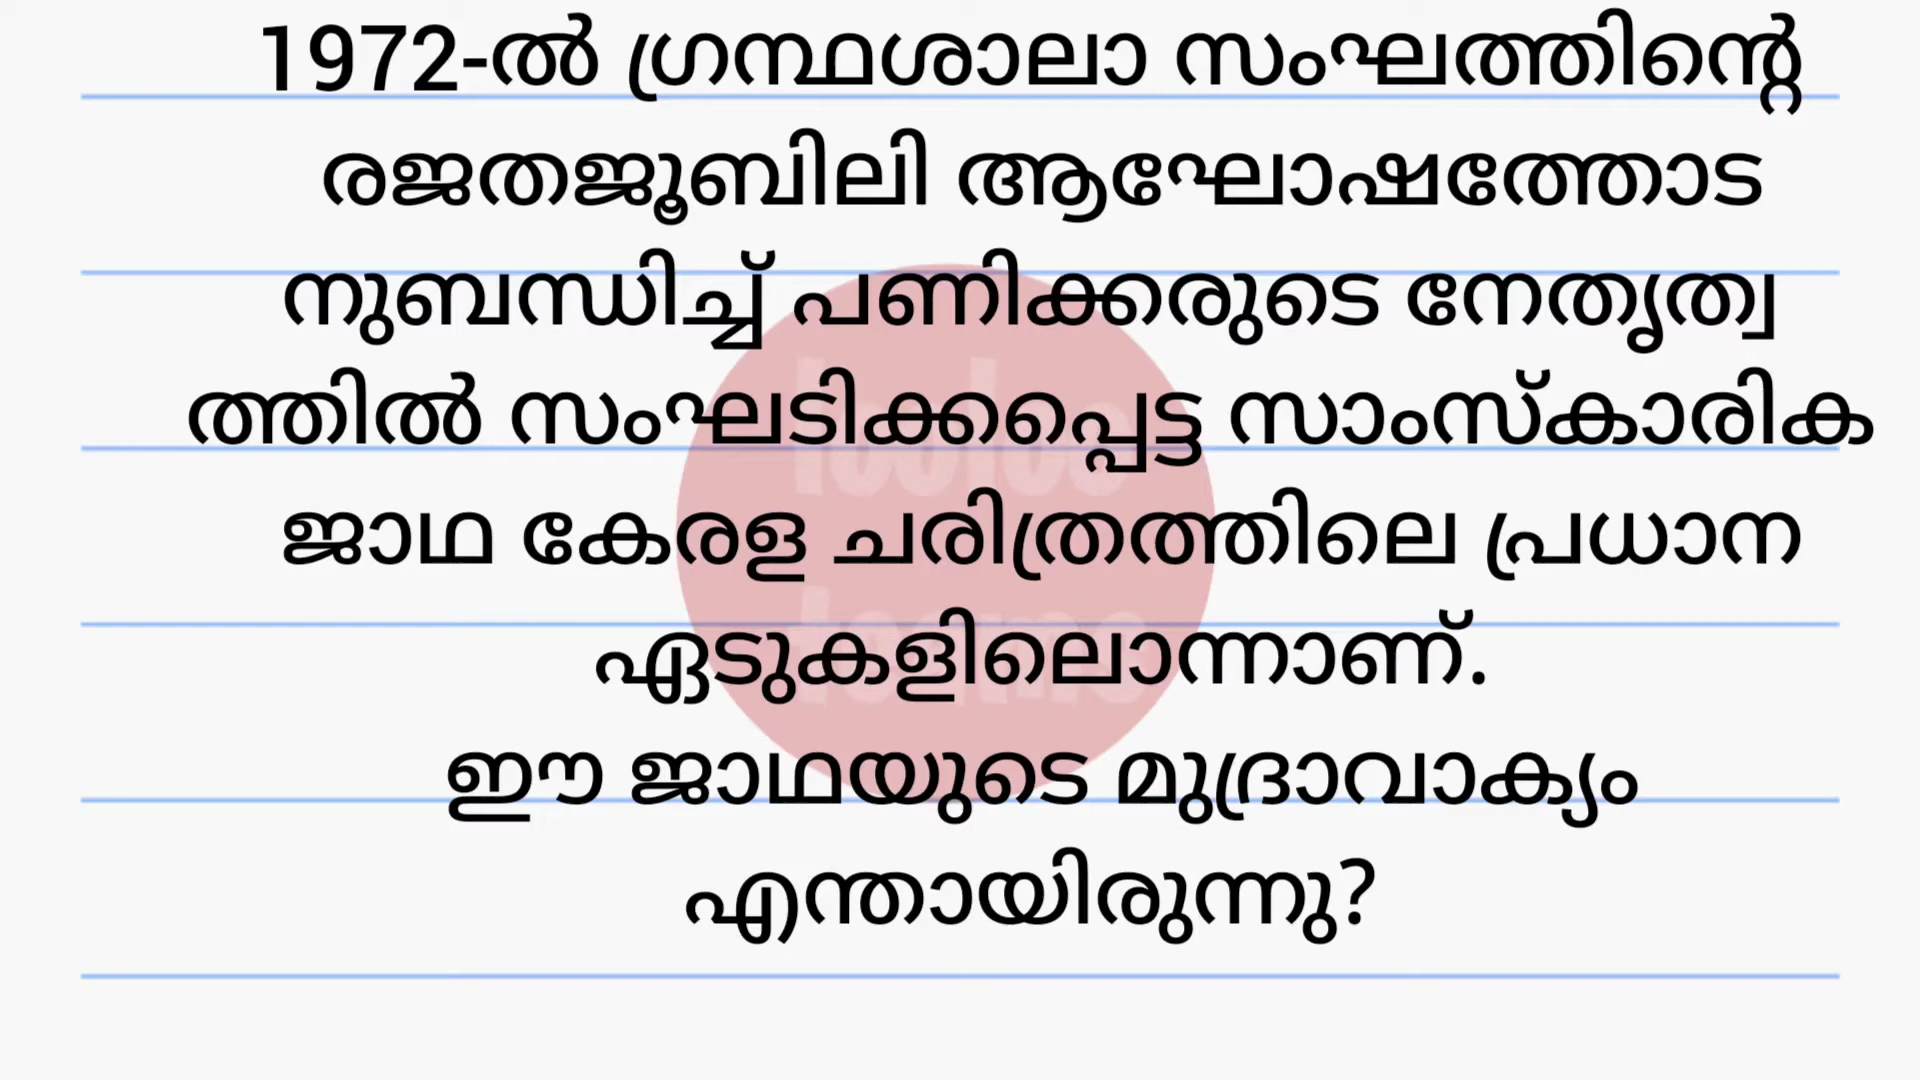 1972-ൽ ഗ്രന്ഥശാലാ സംഘത്തിന്റെ
രജതജൂബിലി ആഘോഷത്തോട
നുബന്ധിച്ച് പണിക്കരുടെ നേതൃത്വ
ത്തിൽ സംഘടിക്കപ്പെട്ട സാംസ്കാരിക
ജാഥ കേരള ചരിത്രത്തിലെ പ്രധാന
ഏടുകളിലൊന്നാണ്.
ഈ ജാഥയുടെ മുദ്രാവാക്യം
എന്തായിരുന്നു?